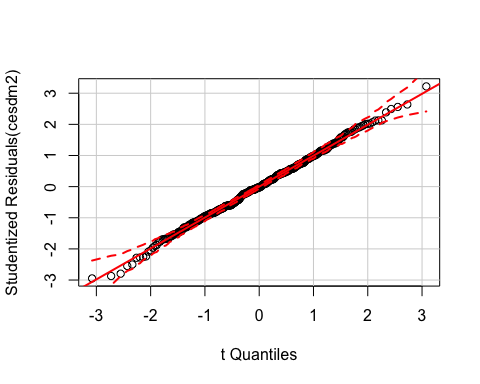 Studentized Residuals(cesdm2)
3
2
1
0
-1
-2
-3
-3 -2 -1 0 1 2 3
t Quantiles